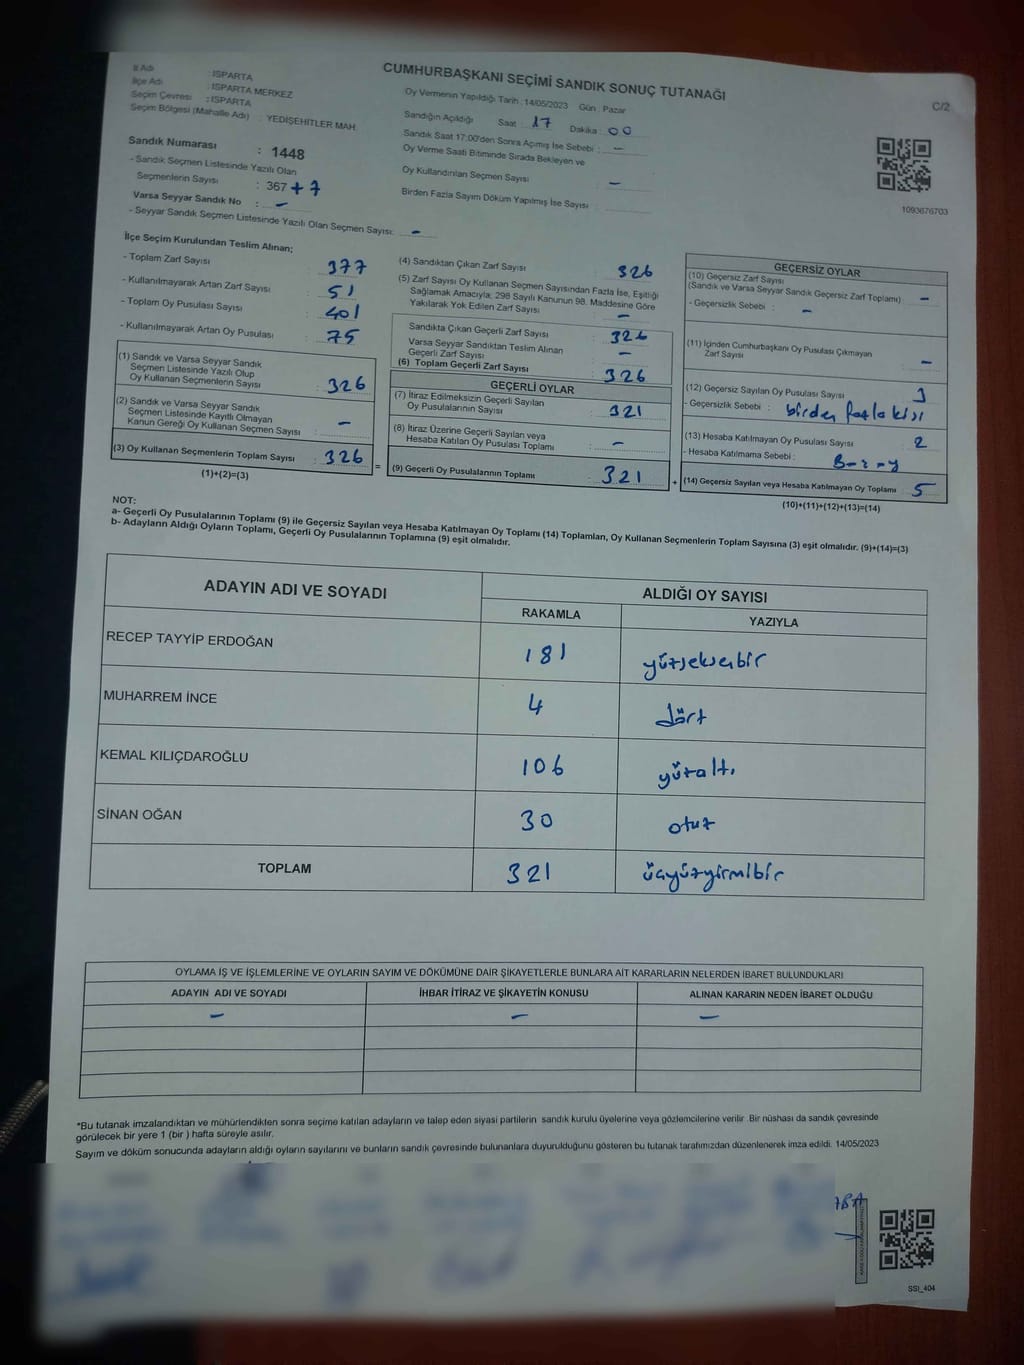 CUMHURBAŞKANI SEÇİMİ SANDIK SONUÇ TUTANAĞI
C/2
İl Adı : ISPARTA
İlçe Adı : ISPARTA MERKEZ
Seçim Çevresi : ISPARTA
Seçim Bölgesi (Mahalle Adı) : YEDİŞEHİTLER MAH.
Sandık Numarası : 1448
- Sandık Seçmen Listesinde Yazılı Olan
Seçmenlerin Sayısı : 367 + 7
Varsa Seyyar Sandık No : -
- Seyyar Sandık Seçmen Listesinde Yazılı Olan Seçmen Sayısı: -
Oy Vermenin Yapıldığı Tarih : 14/05/2023 Gün : Pazar
Sandığın Açıldığı Saat : 17 Dakika : 00
Sandık Saat 17:00'den Sonra Açmış İse Sebebi : -
Oy Verme Saati Bitiminde Sırada Bekleyen ve
Oy Kullandırılan Seçmen Sayısı : -
Birden Fazla Sayım Döküm Yapılmış İse Sayısı :
1093676703
İlçe Seçim Kurulundan Teslim Alınan;
- Toplam Zarf Sayısı : 377
- Kullanılmayarak Artan Zarf Sayısı : 51
- Toplam Oy Pusulası Sayısı : 401
- Kullanılmayarak Artan Oy Pusulası : 75
(1) Sandık ve Varsa Seyyar Sandık
Seçmen Listesinde Yazılı Olup
Oy Kullanan Seçmenlerin Sayısı : 326
(2) Sandık ve Varsa Seyyar Sandık
Seçmen Listesinde Kayıtlı Olmayan
Kanun Gereği Oy Kullanan Seçmen Sayısı : -
(3) Oy Kullanan Seçmenlerin Toplam Sayısı : 326
(1)+(2)=(3)
=
(4) Sandıktan Çıkan Zarf Sayısı : 326
(5) Zarf Sayısı Oy Kullanan Seçmen Sayısından Fazla İse, Eşitliği
Sağlamak Amacıyla, 298 Sayılı Kanunun 98. Maddesine Göre
Yakılarak Yok Edilen Zarf Sayısı : -
Sandıkta Çıkan Geçerli Zarf Sayısı : 326
Varsa Seyyar Sandıktan Teslim Alınan
Geçerli Zarf Sayısı : -
(6) Toplam Geçerli Zarf Sayısı : 326
GEÇERLİ OYLAR
(7) İtiraz Edilmeksizin Geçerli Sayılan
Oy Pusulalarının Sayısı : 321
(8) İtiraz Üzerine Geçerli Sayılan veya
Hesaba Katılan Oy Pusulası Toplamı : -
(9) Geçerli Oy Pusulalarının Toplamı : 321
+
GEÇERSİZ OYLAR
(10) Geçersiz Zarf Sayısı
(Sandık ve Varsa Seyyar Sandık Geçersiz Zarf Toplamı) : -
- Geçersizlik Sebebi : -
(11) İçinden Cumhurbaşkanı Oy Pusulası Çıkmayan
Zarf Sayısı : -
(12) Geçersiz Sayılan Oy Pusulası Sayısı : 3
- Geçersizlik Sebebi : birden fazla kişi
(13) Hesaba Katılmayan Oy Pusulası Sayısı : 2
- Hesaba Katılmama Sebebi :
(14) Geçersiz Sayılan veya Hesaba Katılmayan Oy Toplamı : 5
(10)+(11)+(12)+(13)=(14)
NOT:
a- Geçerli Oy Pusulalarının Toplamı (9) ile Geçersiz Sayılan veya Hesaba Katılmayan Oy Toplamı (14) Toplamları, Oy Kullanan Seçmenlerin Toplam Sayısına (3) eşit olmalıdır. (9)+(14)=(3)
b- Adayların Aldığı Oyların Toplamı, Geçerli Oy Pusulalarının Toplamına (9) eşit olmalıdır.
ADAYIN ADI VE SOYADI ALDIĞI OY SAYISI
RAKAMLA YAZIYLA
RECEP TAYYİP ERDOĞAN 181 yüzseksenbir
MUHARREM İNCE 4 dört
KEMAL KILIÇDAROĞLU 106 yüzaltı
SİNAN OĞAN 30 otuz
TOPLAM 321 üçyüzyirmibir
OYLAMA İŞ VE İŞLEMLERİNE VE OYLARIN SAYIM VE DÖKÜMÜNE DAİR ŞİKAYETLERLE BUNLARA AİT KARARLARIN NELERDEN İBARET BULUNDUKLARI
ADAYIN ADI VE SOYADI İHBAR İTİRAZ VE ŞİKAYETİN KONUSU ALINAN KARARIN NEDEN İBARET OLDUĞU
- - -
*Bu tutanak imzalandıktan ve mühürlendikten sonra seçime katılan adayların ve talep eden siyasi partilerin sandık kurulu üyelerine veya gözlemcilerine verilir. Bir nüshası da sandık çevresinde
görülecek bir yere 1 (bir ) hafta süreyle asılır.
Sayım ve döküm sonucunda adayların aldığı oyların sayılarını ve bunların sandık çevresinde bulunanlara duyurulduğunu gösteren bu tutanak tarafımızdan düzenlenerek imza edildi. 14/05/2023
SSI_404